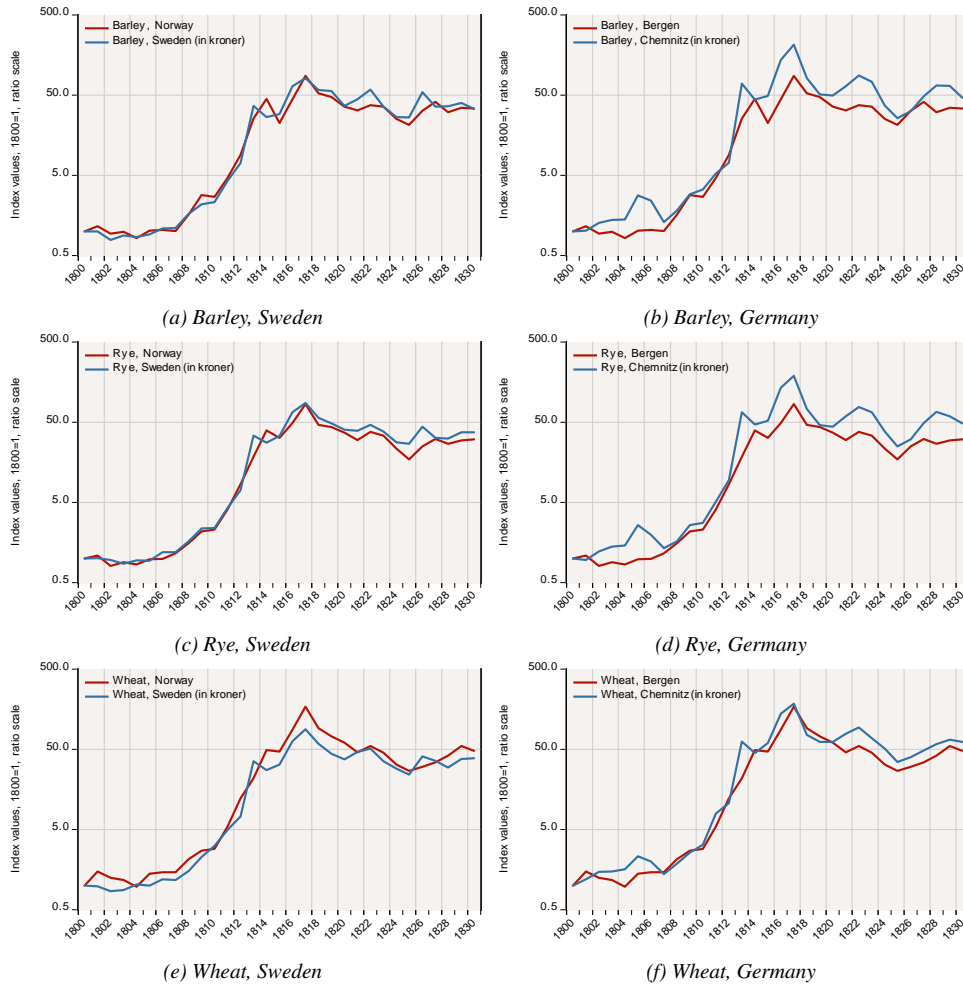 500.0
50.0
5.0
0.5
Index values, 1800=1, ratio scale
Barley, Norway
Barley, Sweden (in kroner)
1800 1802 1804 1806 1808 1810 1812 1814 1816 1818 1820 1822 1824 1826 1828 1830
(a) Barley, Sweden
500.0
50.0
5.0
0.5
Index values, 1800=1, ratio scale
Barley, Bergen
Barley, Chemnitz (in kroner)
1800 1802 1804 1806 1808 1810 1812 1814 1816 1818 1820 1822 1824 1826 1828 1830
(b) Barley, Germany
500.0
50.0
5.0
0.5
Index values, 1800=1, ratio scale
Rye, Norway
Rye, Sweden (in kroner)
1800 1802 1804 1806 1808 1810 1812 1814 1816 1818 1820 1822 1824 1826 1828 1830
(c) Rye, Sweden
500.0
50.0
5.0
0.5
Index values, 1800=1, ratio scale
Rye, Bergen
Rye, Chemnitz (in kroner)
1800 1802 1804 1806 1808 1810 1812 1814 1816 1818 1820 1822 1824 1826 1828 1830
(d) Rye, Germany
500.0
50.0
5.0
0.5
Index values, 1800=1, ratio scale
Wheat, Norway
Wheat, Sweden (in kroner)
1800 1802 1804 1806 1808 1810 1812 1814 1816 1818 1820 1822 1824 1826 1828 1830
(e) Wheat, Sweden
500.0
50.0
5.0
0.5
Index values, 1800=1, ratio scale
Wheat, Bergen
Wheat, Chemnitz (in kroner)
1800 1802 1804 1806 1808 1810 1812 1814 1816 1818 1820 1822 1824 1826 1828 1830
(f) Wheat, Germany